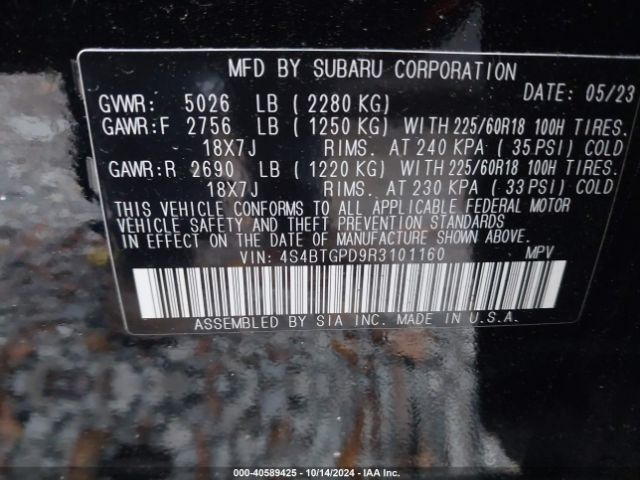 MFD BY SUBARU CORPORATION
DATE: 05/23
GVWR: 5026 LB ( 2280 KG)
GAWR:F 2756 LB ( 1250 KG) WITH 225/60R18 100H TIRES.
18X7J RIMS. AT 240 KPA ( 35 PSI) COLD
GAWR:R 2690 LB ( 1220 KG) WITH 225/60R18 100H TIRES.
18X7J RIMS. AT 230 KPA ( 33 PSI) COLD
THIS VEHICLE CONFORMS TO ALL APPLICABLE FEDERAL MOTOR
VEHICLE SAFETY AND THEFT PREVENTION STANDARDS
IN EFFECT ON THE DATE OF MANUFACTURE SHOWN ABOVE.
VIN: 4S4BTGPD9R3101160 MPV
ASSEMBLED BY SIA INC. MADE IN U.S.A.
000-40589425 - 10/14/2024 - IAA Inc.